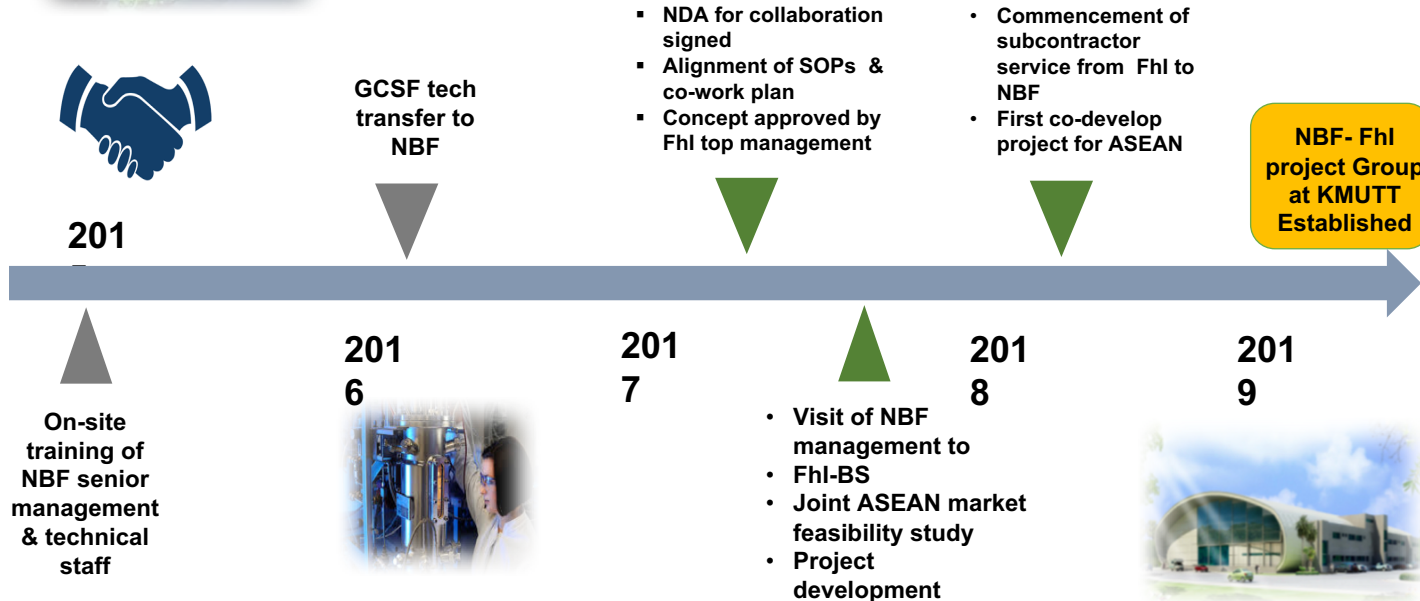 GCSF tech
transfer to
NBF
▪ NDA for collaboration
signed
▪ Alignment of SOPs &
co-work plan
▪ Concept approved by
FhI top management
• Commencement of
subcontractor
service from FhI to
NBF
• First co-develop
project for ASEAN
NBF- FhI
project Group
at KMUTT
Established
201
201
6
201
7
201
8
201
9
On-site
training of
NBF senior
management
& technical
staff
• Visit of NBF
management to
• FhI-BS
• Joint ASEAN market
feasibility study
• Project
development